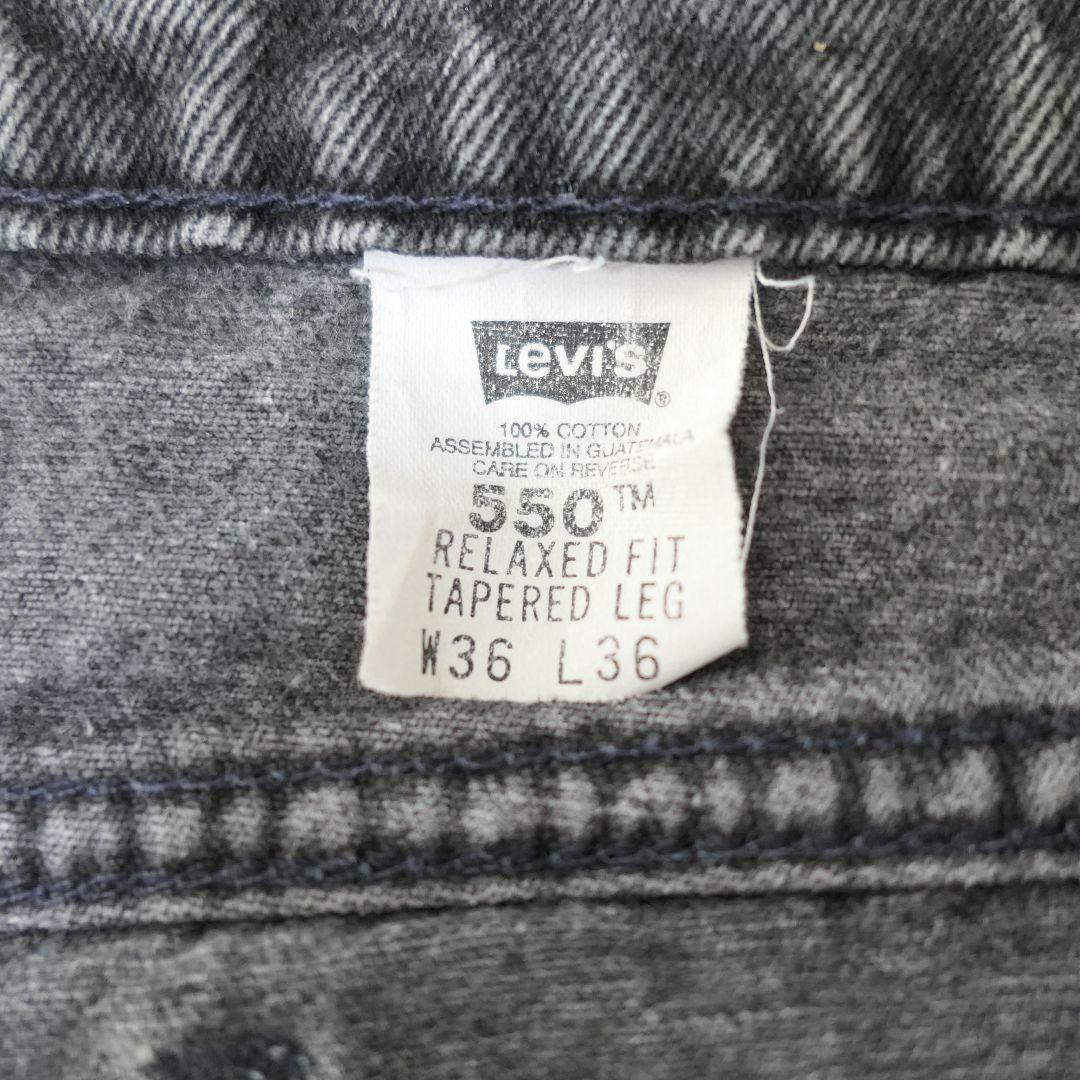 Levi's
®
100% COTTON
ASSEMBLED IN GUATEMALA
CARE ON REVERSE
550™
RELAXED FIT
TAPERED LEG
W36 L36